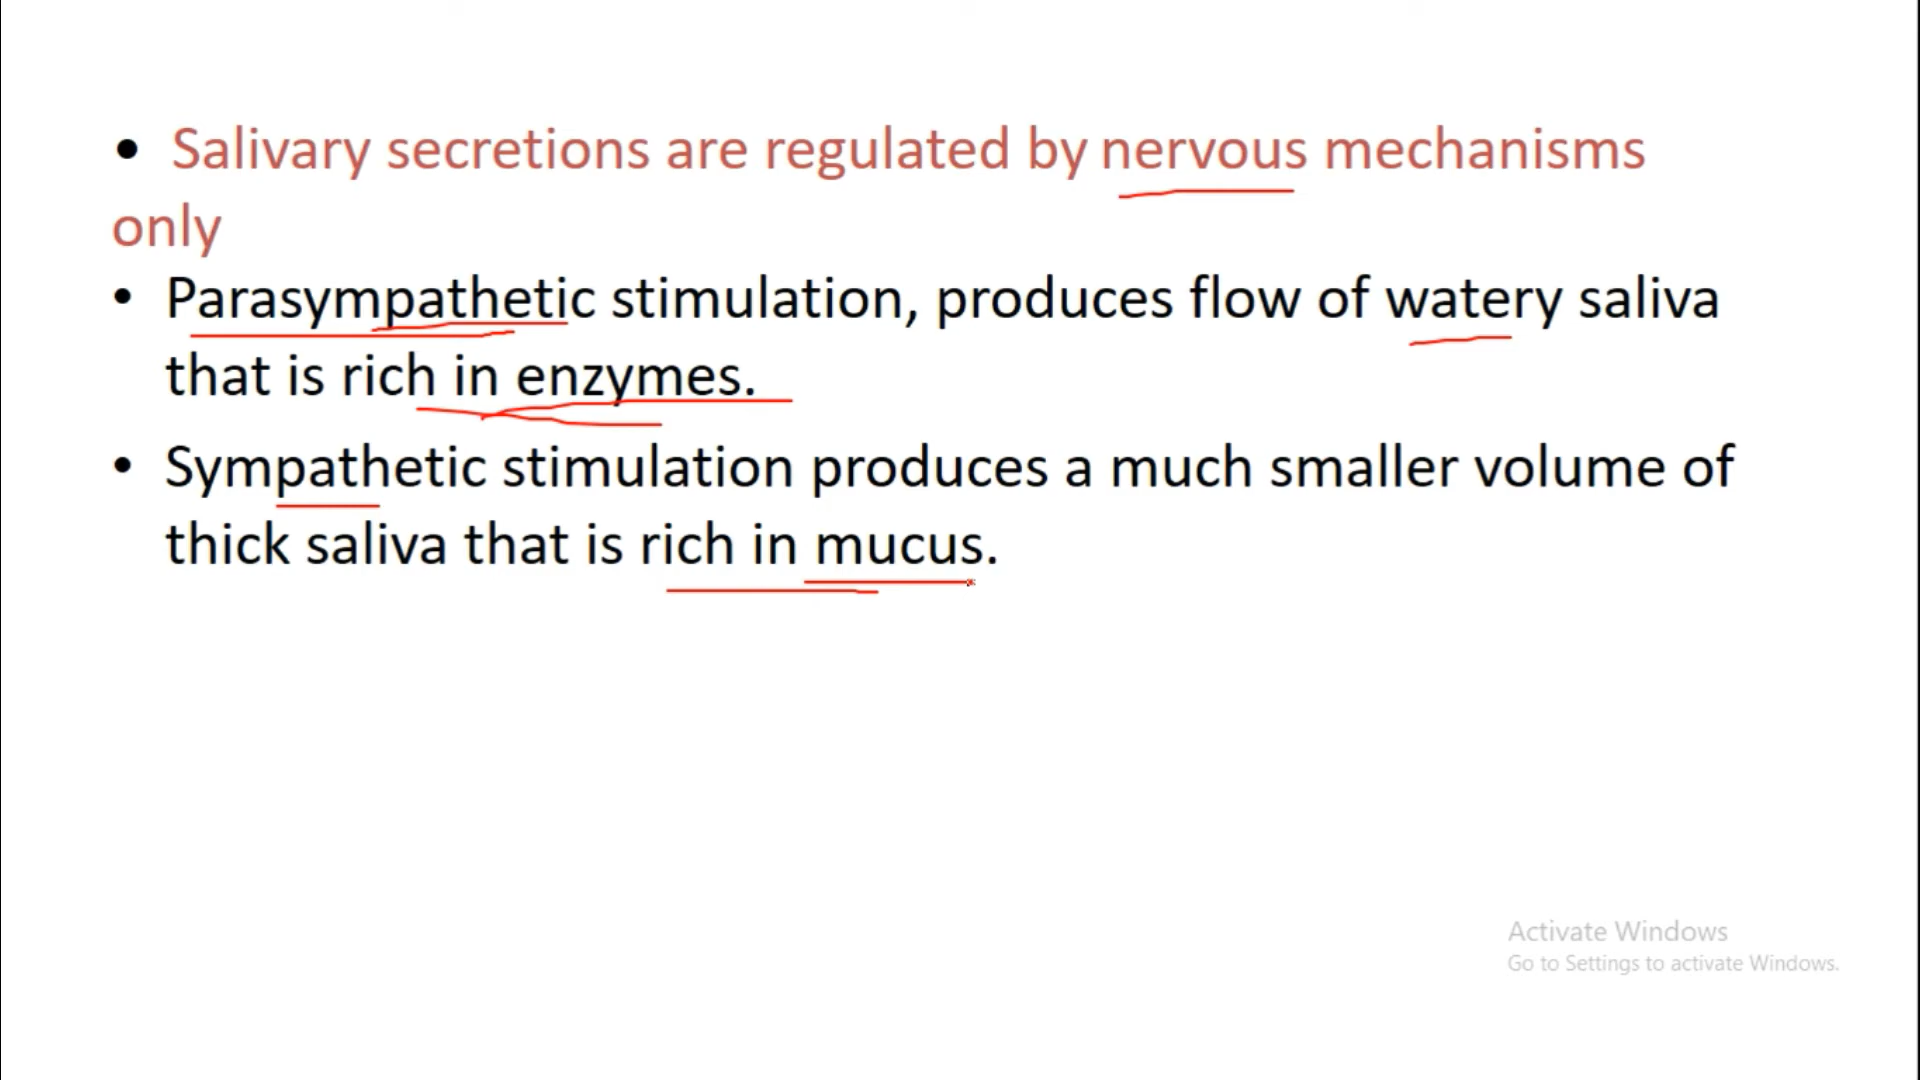 • Salivary secretions are regulated by nervous mechanisms
only
• Parasympathetic stimulation, produces flow of watery saliva
that is rich in enzymes.
• Sympathetic stimulation produces a much smaller volume of
thick saliva that is rich in mucus.
Activate Windows
Go to Settings to activate Windows.